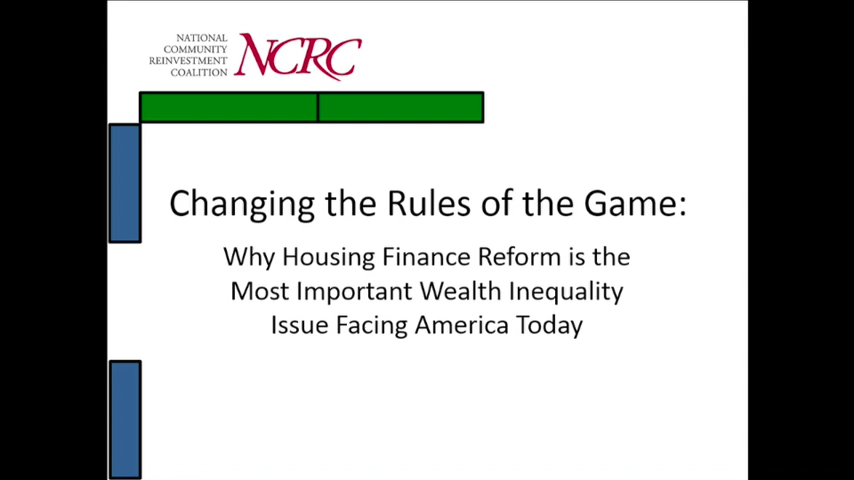 NATIONAL
COMMUNITY
REINVESTMENT
COALITION
NCRC
Changing the Rules of the Game:
Why Housing Finance Reform is the
Most Important Wealth Inequality
Issue Facing America Today